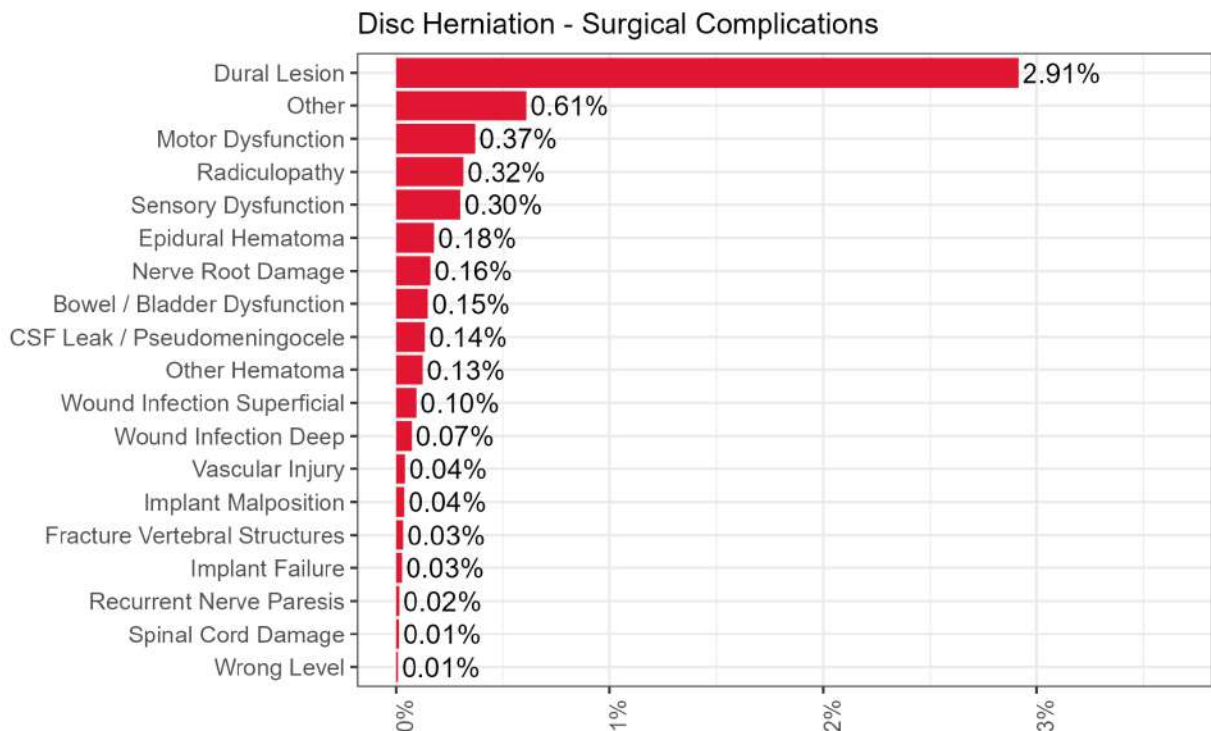 Disc Herniation - Surgical Complications
Dural Lesion 2.91%
Other 0.61%
Motor Dysfunction 0.37%
Radiculopathy 0.32%
Sensory Dysfunction 0.30%
Epidural Hematoma 0.18%
Nerve Root Damage 0.16%
Bowel / Bladder Dysfunction 0.15%
CSF Leak / Pseudomeningocele 0.14%
Other Hematoma 0.13%
Wound Infection Superficial 0.10%
Wound Infection Deep 0.07%
Vascular Injury 0.04%
Implant Malposition 0.04%
Fracture Vertebral Structures 0.03%
Implant Failure 0.03%
Recurrent Nerve Paresis 0.02%
Spinal Cord Damage 0.01%
Wrong Level 0.01%
0% 1% 2% 3%